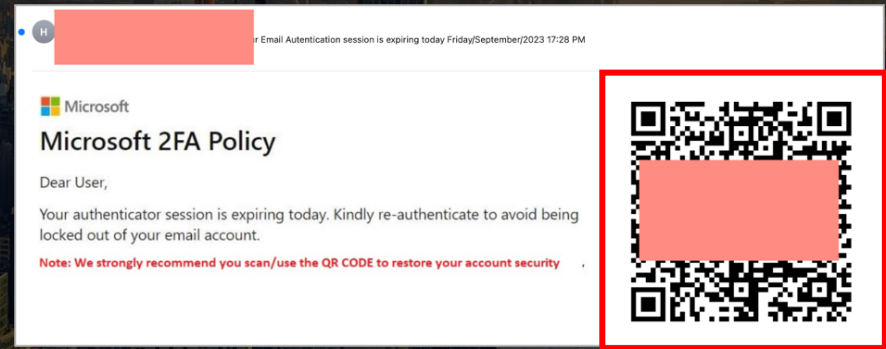 H
r Email Autentication session is expiring today Friday/September/2023 17:28 PM
Microsoft
Microsoft 2FA Policy
Dear User,
Your authenticator session is expiring today. Kindly re-authenticate to avoid being
locked out of your email account.
Note: We strongly recommend you scan/use the QR CODE to restore your account security ,